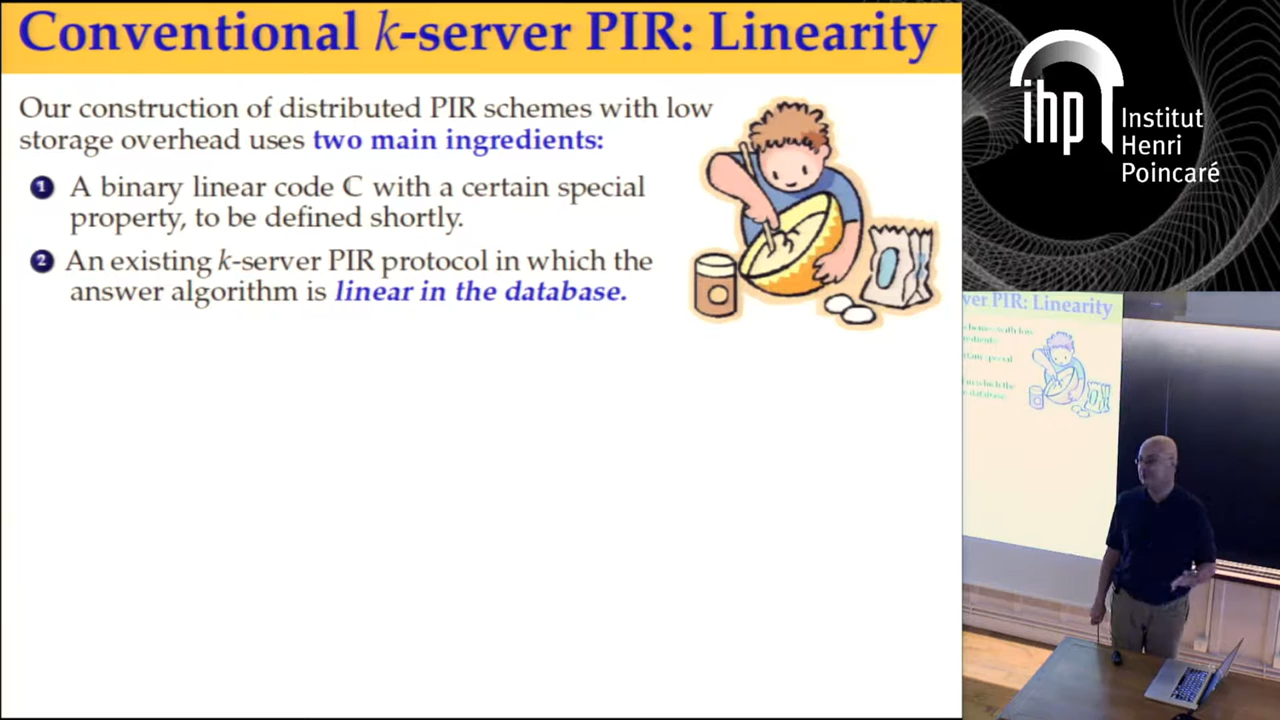 Conventional k-server PIR: Linearity
Our construction of distributed PIR schemes with low
storage overhead uses two main ingredients:
1 A binary linear code C with a certain special
property, to be defined shortly.
2 An existing k-server PIR protocol in which the
answer algorithm is linear in the database.
ihp
Institut
Henri
Poincaré
ver PIR: Linearity